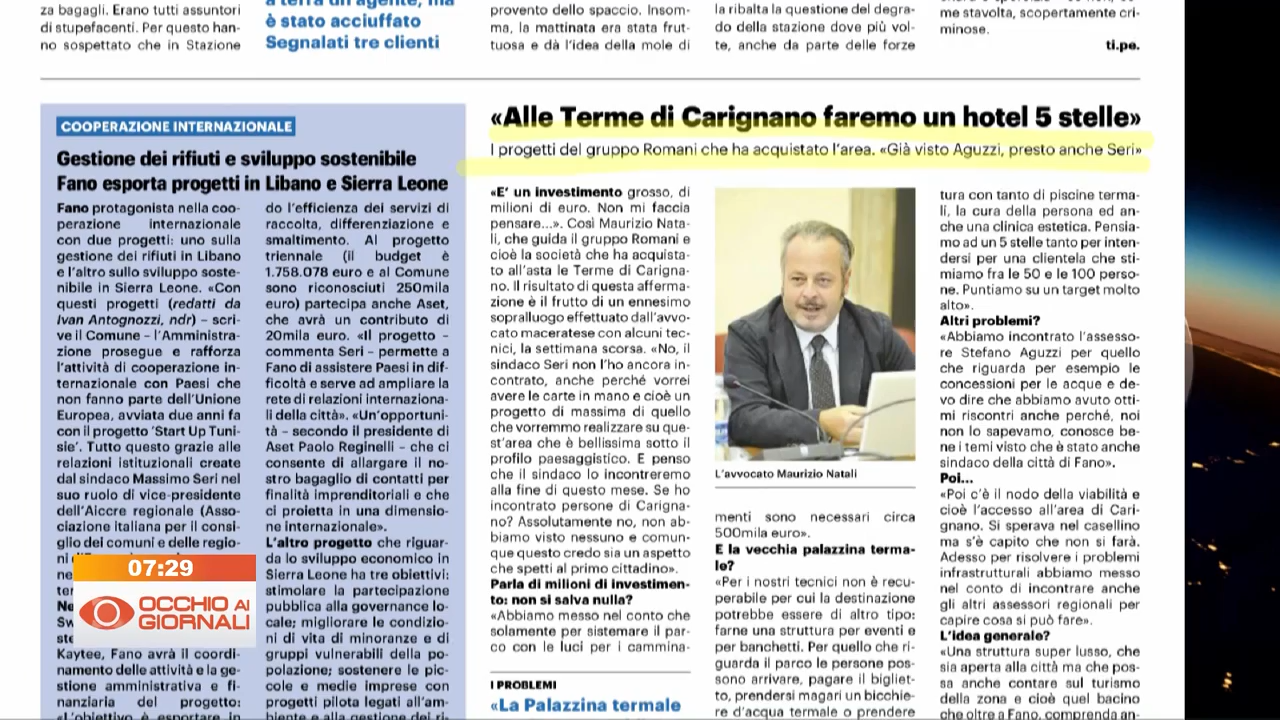 za bagagli. Erano tutti assuntori
di stupefacenti. Per questo han-
no sospettato che in Stazione
a terra un agente, ma
è stato acciuffato
Segnalati tre clienti
provento dello spaccio. Insom-
ma, la mattinata era stata frut-
tuosa e dà l'idea della mole di
la ribalta la questione del degra-
do della stazione dove più vol-
te, anche da parte delle forze
me stavolta, scopertamente cri-
minose.
ti.pe.
COOPERAZIONE INTERNAZIONALE
Gestione dei rifiuti e sviluppo sostenibile
Fano esporta progetti in Libano e Sierra Leone
Fano protagonista nella coo-
perazione internazionale
con due progetti: uno sulla
gestione dei rifiuti in Libano
e l'altro sullo sviluppo soste-
nibile in Sierra Leone. «Con
questi progetti (redatti da
Ivan Antognozzi, ndr) – scri-
ve il Comune – l'Amministra-
zione prosegue e rafforza
l'attività di cooperazione in-
ternazionale con Paesi che
non fanno parte dell'Unione
Europea, avviata due anni fa
con il progetto 'Start Up Tuni-
sie'. Tutto questo grazie alle
relazioni istituzionali create
dal sindaco Massimo Seri nel
suo ruolo di vice-presidente
dell'Aiccre regionale (Asso-
ciazione italiana per il consi-
glio dei comuni e delle regio-
Kaytee, Fano avrà il coordi-
namento delle attività e la ge-
stione amministrativa e fi-
nanziaria del progetto:
«L'obiettivo è esportare in
do l'efficienza dei servizi di
raccolta, differenziazione e
smaltimento. Al progetto
triennale (il budget è
1.758.078 euro e al Comune
sono riconosciuti 250mila
euro) partecipa anche Aset,
che avrà un contributo di
20mila euro. «Il progetto –
commenta Seri – permette a
Fano di assistere Paesi in dif-
ficoltà e serve ad ampliare la
rete di relazioni internaziona-
li della città». «Un'opportuni-
tà – secondo il presidente di
Aset Paolo Reginelli – che ci
consente di allargare il no-
stro bagaglio di contatti per
finalità imprenditoriali e che
ci proietta in una dimensio-
ne internazionale».
L'altro progetto che riguar-
da lo sviluppo economico in
Sierra Leone ha tre obiettivi:
stimolare la partecipazione
pubblica alla governance lo-
cale; migliorare le condizio-
ni di vita di minoranze e di
gruppi vulnerabili della po-
polazione; sostenere le pic-
cole e medie imprese con
progetti pilota legati all'am-
biente e alla gestione dei ri-
07:29
OCCHIO AI
GIORNALI
«Alle Terme di Carignano faremo un hotel 5 stelle»
I progetti del gruppo Romani che ha acquistato l'area. «Già visto Aguzzi, presto anche Seri»
«E' un investimento grosso, di
milioni di euro. Non mi faccia
pensare...». Così Maurizio Nata-
li, che guida il gruppo Romani e
cioè la società che ha acquista-
to all'asta le Terme di Carigna-
no. Il risultato di questa afferma-
zione è il frutto di un ennesimo
sopralluogo effettuato dall'avvo-
cato maceratese con alcuni tec-
nici, la settimana scorsa. «No, il
sindaco Seri non l'ho ancora in-
contrato, anche perché vorrei
avere le carte in mano e cioè un
progetto di massima di quello
che vorremmo realizzare su que-
st'area che è bellissima sotto il
profilo paesaggistico. E penso
che il sindaco lo incontreremo
alla fine di questo mese. Se ho
incontrato persone di Carigna-
no? Assolutamente no, non ab-
biamo visto nessuno e comun-
que questo credo sia un aspetto
che spetti al primo cittadino».
Parla di milioni di investimen-
to: non si salva nulla?
«Abbiamo messo nel conto che
solamente per sistemare il par-
co con le luci per i cammina-
I PROBLEMI
«La Palazzina termale
L'avvocato Maurizio Natali
menti sono necessari circa
500mila euro».
E la vecchia palazzina terma-
le?
«Per i nostri tecnici non è recu-
perabile per cui la destinazione
potrebbe essere di altro tipo:
farne una struttura per eventi e
per banchetti. Per quello che ri-
guarda il parco le persone pos-
sono arrivare, pagare il bigliet-
to, prendersi magari un bicchie-
re d'acqua termale o prendere
tura con tanto di piscine terma-
li, la cura della persona ed an-
che una clinica estetica. Pensia-
mo ad un 5 stelle tanto per inten-
dersi per una clientela che sti-
miamo fra le 50 e le 100 perso-
ne. Puntiamo su un target molto
alto».
Altri problemi?
«Abbiamo incontrato l'assesso-
re Stefano Aguzzi per quello
che riguarda per esempio le
concessioni per le acque e de-
vo dire che abbiamo avuto otti-
mi riscontri anche perché, noi
non lo sapevamo, conosce be-
ne i temi visto che è stato anche
sindaco della città di Fano».
Poi...
«Poi c'è il nodo della viabilità e
cioè l'accesso all'area di Cari-
gnano. Si sperava nel casellino
ma s'è capito che non si farà.
Adesso per risolvere i problemi
infrastrutturali abbiamo messo
nel conto di incontrare anche
gli altri assessori regionali per
capire cosa si può fare».
L'idea generale?
«Una struttura super lusso, che
sia aperta alla città ma che pos-
sa anche contare sul turismo
della zona e cioè quel bacino
che oltre a Fano, comprenda an-